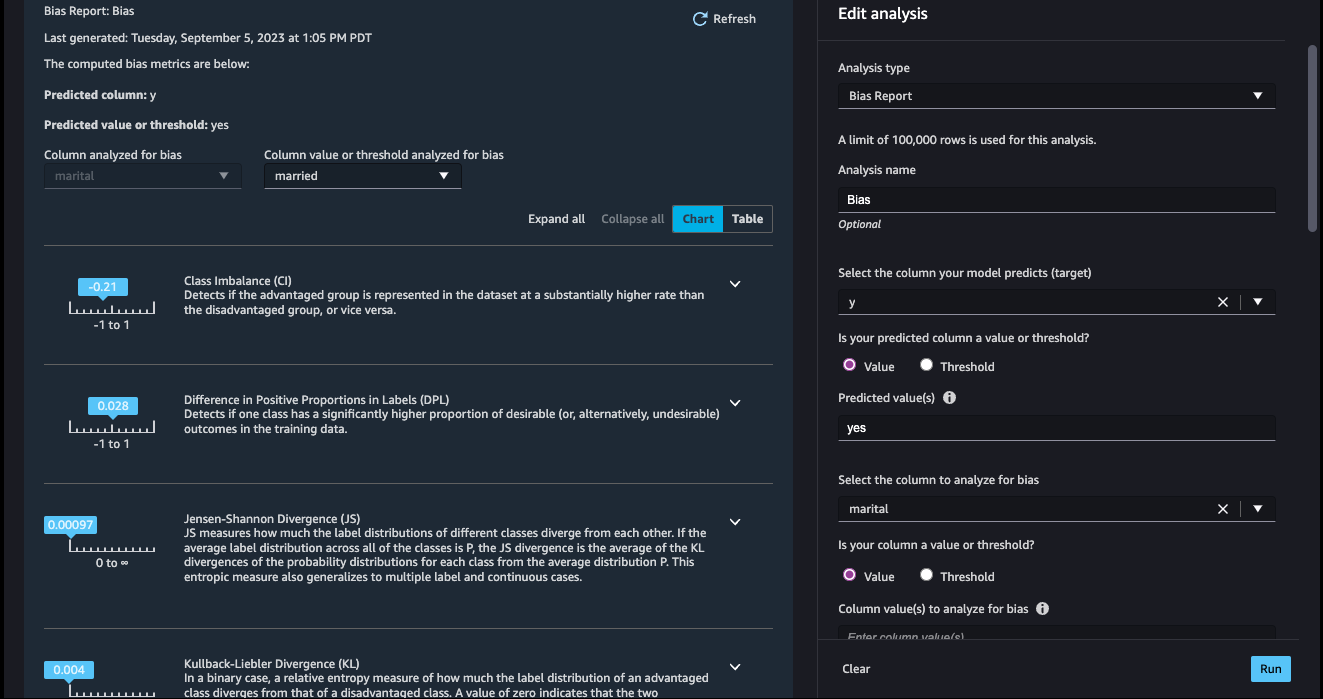 Bias Report: Bias
Refresh
Last generated: Tuesday, September 5, 2023 at 1:05 PM PDT
The computed bias metrics are below:
Predicted column: y
Predicted value or threshold: yes
Column analyzed for bias
Column value or threshold analyzed for bias
marital
married
Expand all
Collapse all
Chart
Table
-0.21
-1 to 1
Class Imbalance (CI)
Detects if the advantaged group is represented in the dataset at a substantially higher rate than
the disadvantaged group, or vice versa.
0.028
-1 to 1
Difference in Positive Proportions in Labels (DPL)
Detects if one class has a significantly higher proportion of desirable (or, alternatively, undesirable)
outcomes in the training data.
0.00097
0 to ∞
Jensen-Shannon Divergence (JS)
JS measures how much the label distributions of different classes diverge from each other. If the
average label distribution across all of the classes is P, the JS divergence is the average of the KL
divergences of the probability distributions for each class from the average distribution P. This
entropic measure also generalizes to multiple label and continuous cases.
0.004
Kullback-Liebler Divergence (KL)
In a binary case, a relative entropy measure of how much the label distribution of an advantaged
class diverges from that of a disadvantaged class. A value of zero indicates that the two
Edit analysis
Analysis type
Bias Report
A limit of 100,000 rows is used for this analysis.
Analysis name
Bias
Optional
Select the column your model predicts (target)
y
Is your predicted column a value or threshold?
Value
Threshold
Predicted value(s)
yes
Select the column to analyze for bias
marital
Is your column a value or threshold?
Value
Threshold
Column value(s) to analyze for bias
Enter column value(s)
Clear
Run